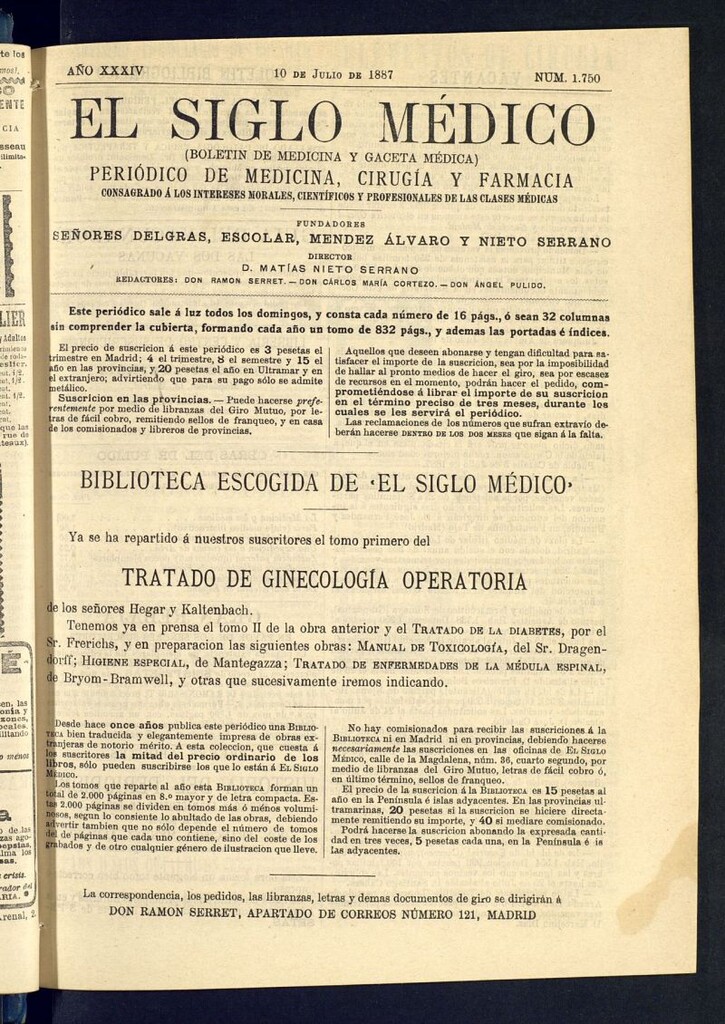 AÑO XXXIV 10 DE JULIO DE 1887 NUM. 1.750
EL SIGLO MÉDICO
(BOLETIN DE MEDICINA Y GACETA MÉDICA)
PERIÓDICO DE MEDICINA, CIRUGÍA Y FARMACIA
CONSAGRADO Á LOS INTERESES MORALES, CIENTÍFICOS Y PROFESIONALES DE LAS CLASES MÉDICAS
FUNDADORES
SEÑORES DELGRAS, ESCOLAR, MENDEZ ÁLVARO Y NIETO SERRANO
DIRECTOR
D. MATÍAS NIETO SERRANO
REDACTORES: DON RAMON SERRET.—DON CÁRLOS MARÍA CORTEZO.—DON ÁNGEL PULIDO.
Este periódico sale á luz todos los domingos, y consta cada número de 16 págs., ó sean 32 columnas
sin comprender la cubierta, formando cada año un tomo de 832 págs., y ademas las portadas é índices.
El precio de suscricion á este periódico es 3 pesetas el
trimestre en Madrid; 4 el trimestre, 8 el semestre y 15 el
año en las provincias, y 20 pesetas el año en Ultramar y en
el extranjero; advirtiendo que para su pago sólo se admite
metálico.
Suscricion en las provincias.—Puede hacerse prefe-
rentemente por medio de libranzas del Giro Mutuo, por le-
tras de fácil cobro, remitiendo sellos de franqueo, y en casa
de los comisionados y libreros de provincias.
Aquellos que deseen abonarse y tengan dificultad para sa-
tisfacer el importe de la suscricion, sea por la imposibilidad
de hallar al pronto medios de hacer el giro, sea por escasez
de recursos en el momento, podrán hacer el pedido, com-
prometiéndose á librar el importe de su suscricion
en el término preciso de tres meses, durante los
cuales se les servirá el periódico.
Las reclamaciones de los números que sufran extravío de-
berán hacerse DENTRO DE LOS DOS MESES que sigan á la falta.
BIBLIOTECA ESCOGIDA DE ‹EL SIGLO MÉDICO›
Ya se ha repartido á nuestros suscritores el tomo primero del
TRATADO DE GINECOLOGÍA OPERATORIA
de los señores Hegar y Kaltenbach.
Tenemos ya en prensa el tomo II de la obra anterior y el TRATADO DE LA DIABETES, por el
Sr. Frerichs, y en preparacion las siguientes obras: MANUAL DE TOXICOLOGÍA, del Sr. Dragen-
dorff; HIGIENE ESPECIAL, de Mantegazza; TRATADO DE ENFERMEDADES DE LA MÉDULA ESPINAL,
de Bryom-Bramwell, y otras que sucesivamente iremos indicando.
Desde hace once años publica este periódico una BIBLIO-
TECA bien traducida y elegantemente impresa de obras ex-
tranjeras de notorio mérito. A esta coleccion, que cuesta á
los suscritores la mitad del precio ordinario de los
libros, sólo pueden suscribirse los que lo están á EL SIGLO
MÉDICO.
Los tomos que reparte al año esta BIBLIOTECA forman un
total de 2.000 páginas en 8.º mayor y de letra compacta. Es-
tas 2.000 páginas se dividen en tomos más ó ménos volumi-
nosos, segun lo consiente lo abultado de las obras, debiendo
advertir tambien que no sólo depende el número de tomos
del de páginas que cada uno contiene, sino del coste de los
grabados y de otro cualquier género de ilustracion que lleve.
No hay comisionados para recibir las suscriciones á la
BIBLIOTECA ni en Madrid ni en provincias, debiendo hacerse
necesariamente las suscriciones en las oficinas de EL SIGLO
MÉDICO, calle de la Magdalena, núm. 36, cuarto segundo, por
medio de libranzas del Giro Mutuo, letras de fácil cobro ó,
en último término, sellos de franqueo.
El precio de la suscricion á la BIBLIOTECA es 15 pesetas al
año en la Península é islas adyacentes. En las provincias ul-
tramarinas, 20 pesetas si la suscricion se hiciere directa-
mente remitiendo su importe, y 40 si mediare comisionado.
Podrá hacerse la suscricion abonando la expresada canti-
dad en tres veces, 5 pesetas cada una, en la Península é is
las adyacentes.
La correspondencia, los pedidos, las libranzas, letras y demas documentos de giro se dirigirán á
DON RAMON SERRET, APARTADO DE CORREOS NÚMERO 121, MADRID